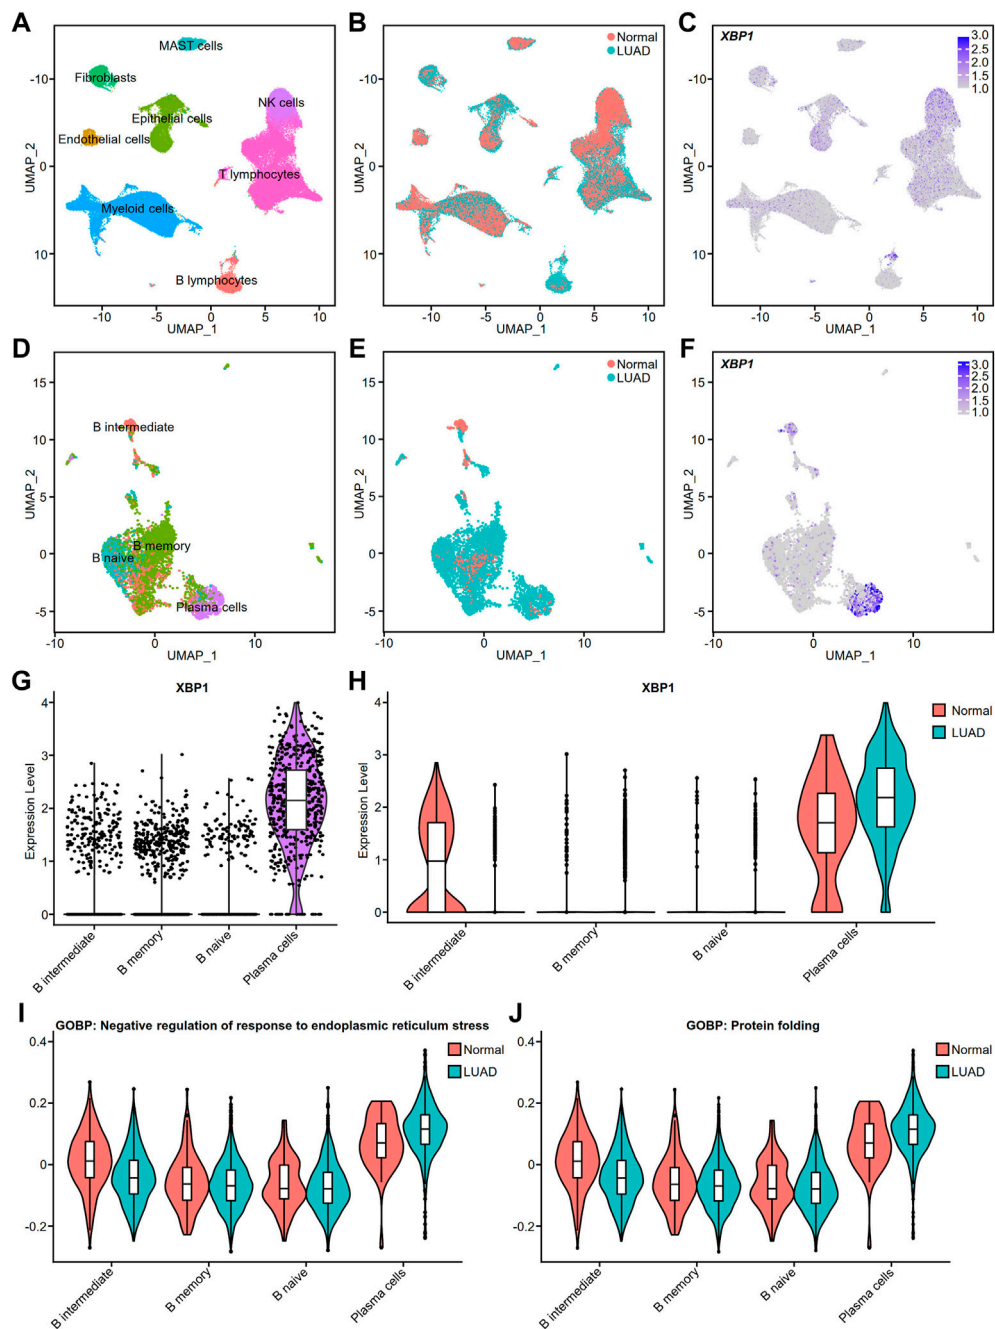 A
MAST cells
Fibroblasts
NK cells
Epithelial cells
Endothelial cells
T lymphocytes
Myeloid cells
B lymphocytes
-10
0
10
UMAP_2
-10
-5
0
5
10
UMAP_1
B
Normal
LUAD
-10
0
10
UMAP_2
-10
-5
0
5
10
UMAP_1
C
XBP1
3.0
2.5
2.0
1.5
1.0
-10
0
10
UMAP_2
-10
-5
0
5
10
UMAP_1
D
B intermediate
B memory
B naive
Plasma cells
15
10
5
0
-5
UMAP_2
-10
0
10
UMAP_1
E
Normal
LUAD
15
10
5
0
-5
UMAP_2
-10
0
10
UMAP_1
F
XBP1
3.0
2.5
2.0
1.5
1.0
15
10
5
0
-5
UMAP_2
-10
0
10
UMAP_1
G
XBP1
4
3
2
1
0
Expression Level
B intermediate
B memory
B naive
Plasma cells
H
XBP1
Normal
LUAD
4
3
2
1
0
Expression Level
B intermediate
B memory
B naive
Plasma cells
I
GOBP: Negative regulation of response to endoplasmic reticulum stress
Normal
LUAD
0.4
0.2
0
-0.2
B intermediate
B memory
B naive
Plasma cells
J
GOBP: Protein folding
Normal
LUAD
0.4
0.2
0
-0.2
B intermediate
B memory
B naive
Plasma cells